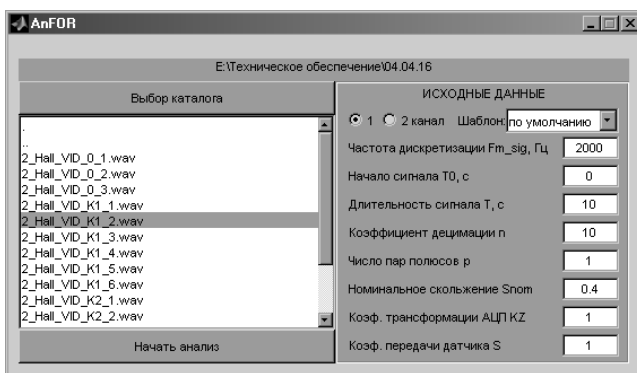 AnFOR
E:\Техническое обеспечение\04.04.16
Выбор каталога
.
..
2_Hall_VID_0_1.wav
2_Hall_VID_0_2.wav
2_Hall_VID_0_3.wav
2_Hall_VID_K1_1.wav
2_Hall_VID_K1_2.wav
2_Hall_VID_K1_3.wav
2_Hall_VID_K1_4.wav
2_Hall_VID_K1_5.wav
2_Hall_VID_K1_6.wav
2_Hall_VID_K2_1.wav
2_Hall_VID_K2_2.wav
Начать анализ
ИСХОДНЫЕ ДАННЫЕ
1 2 канал Шаблон: по умолчанию
Частота дискретизации Fm_sig, Гц 2000
Начало сигнала T0, с 0
Длительность сигнала T, с 10
Коэффициент децимации n 10
Число пар полюсов p 1
Номинальное скольжение Snom 0.4
Коэф. трансформации АЦП KZ 1
Коэф. передачи датчика S 1